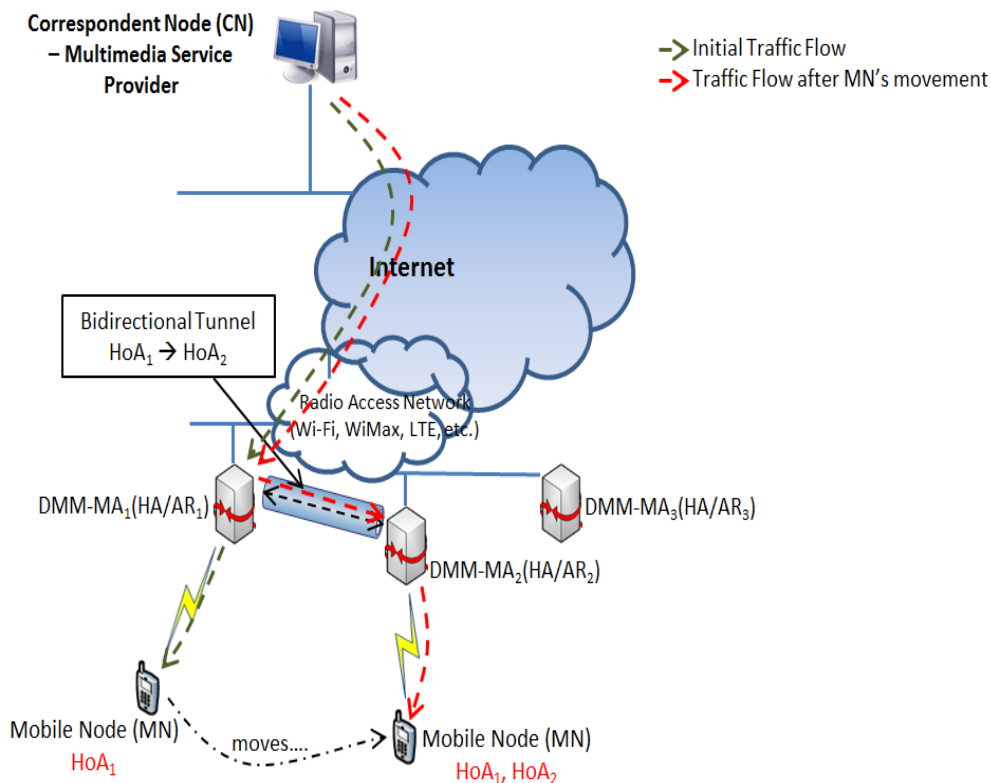 Correspondent Node (CN)
– Multimedia Service
Provider
Initial Traffic Flow
Traffic Flow after MN's movement
Internet
Bidirectional Tunnel
HoA₁ → HoA₂
Radio Access Network
(Wi-Fi, WiMax, LTE, etc.)
DMM-MA₁(HA/AR₁)
DMM-MA₃(HA/AR₃)
DMM-MA₂(HA/AR₂)
Mobile Node (MN)
HoA₁
moves....
Mobile Node (MN)
HoA₁, HoA₂